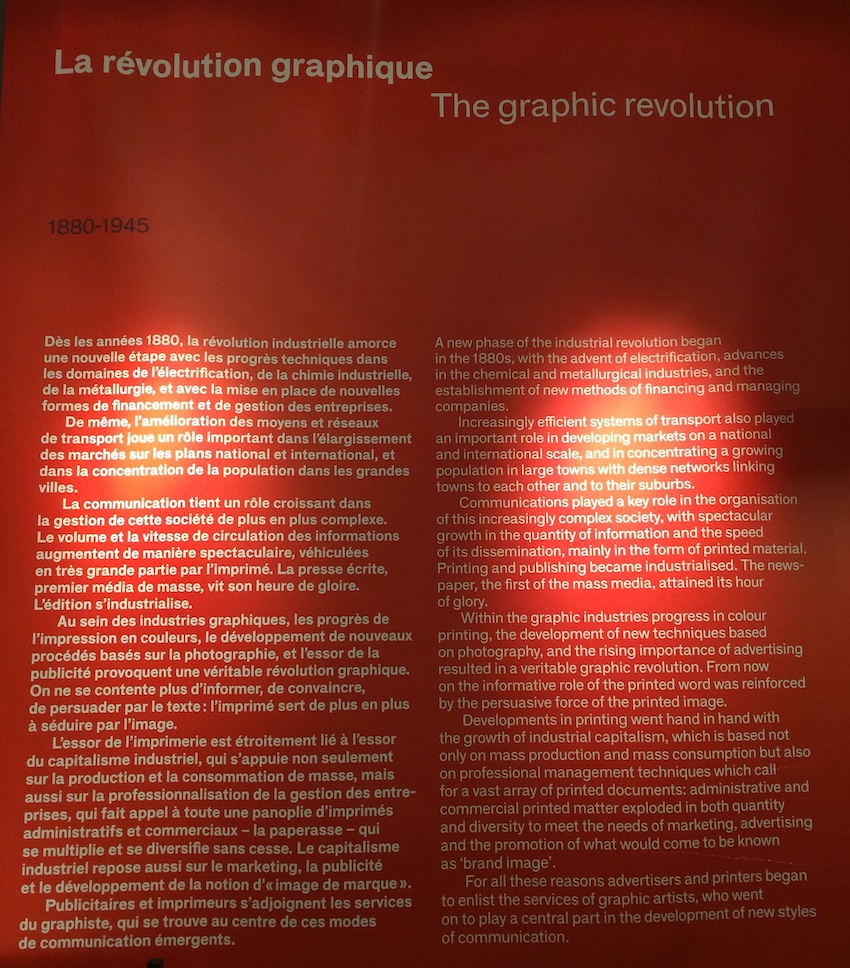 La révolution graphique
The graphic revolution
1880-1945
Dès les années 1880, la révolution industrielle amorce
une nouvelle étape avec les progrès techniques dans
les domaines de l'électrification, de la chimie industrielle,
de la métallurgie, et avec la mise en place de nouvelles
formes de financement et de gestion des entreprises.
De même, l'amélioration des moyens et réseaux
de transport joue un rôle important dans l'élargissement
des marchés sur les plans national et international, et
dans la concentration de la population dans les grandes
villes.
La communication tient un rôle croissant dans
la gestion de cette société de plus en plus complexe.
Le volume et la vitesse de circulation des informations
augmentent de manière spectaculaire, véhiculées
en très grande partie par l'imprimé. La presse écrite,
premier média de masse, vit son heure de gloire.
L'édition s'industrialise.
Au sein des industries graphiques, les progrès de
l'impression en couleurs, le développement de nouveaux
procédés basés sur la photographie, et l'essor de la
publicité provoquent une véritable révolution graphique.
On ne se contente plus d'informer, de convaincre,
de persuader par le texte : l'imprimé sert de plus en plus
à séduire par l'image.
L'essor de l'imprimerie est étroitement lié à l'essor
du capitalisme industriel, qui s'appuie non seulement
sur la production et la consommation de masse, mais
aussi sur la professionnalisation de la gestion des entre-
prises, qui fait appel à toute une panoplie d'imprimés
administratifs et commerciaux – la paperasse – qui
se multiplie et se diversifie sans cesse. Le capitalisme
industriel repose aussi sur le marketing, la publicité
et le développement de la notion d'« image de marque ».
Publicitaires et imprimeurs s'adjoignent les services
du graphiste, qui se trouve au centre de ces modes
de communication émergents.
A new phase of the industrial revolution began
in the 1880s, with the advent of electrification, advances
in the chemical and metallurgical industries, and the
establishment of new methods of financing and managing
companies.
Increasingly efficient systems of transport also played
an important role in developing markets on a national
and international scale, and in concentrating a growing
population in large towns with dense networks linking
towns to each other and to their suburbs.
Communications played a key role in the organisation
of this increasingly complex society, with spectacular
growth in the quantity of information and the speed
of its dissemination, mainly in the form of printed material.
Printing and publishing became industrialised. The news-
paper, the first of the mass media, attained its hour
of glory.
Within the graphic industries progress in colour
printing, the development of new techniques based
on photography, and the rising importance of advertising
resulted in a veritable graphic revolution. From now
on the informative role of the printed word was reinforced
by the persuasive force of the printed image.
Developments in printing went hand in hand with
the growth of industrial capitalism, which is based not
only on mass production and mass consumption but also
on professional management techniques which call
for a vast array of printed documents: administrative and
commercial printed matter exploded in both quantity
and diversity to meet the needs of marketing, advertising
and the promotion of what would come to be known
as 'brand image'.
For all these reasons advertisers and printers began
to enlist the services of graphic artists, who went
on to play a central part in the development of new styles
of communication.